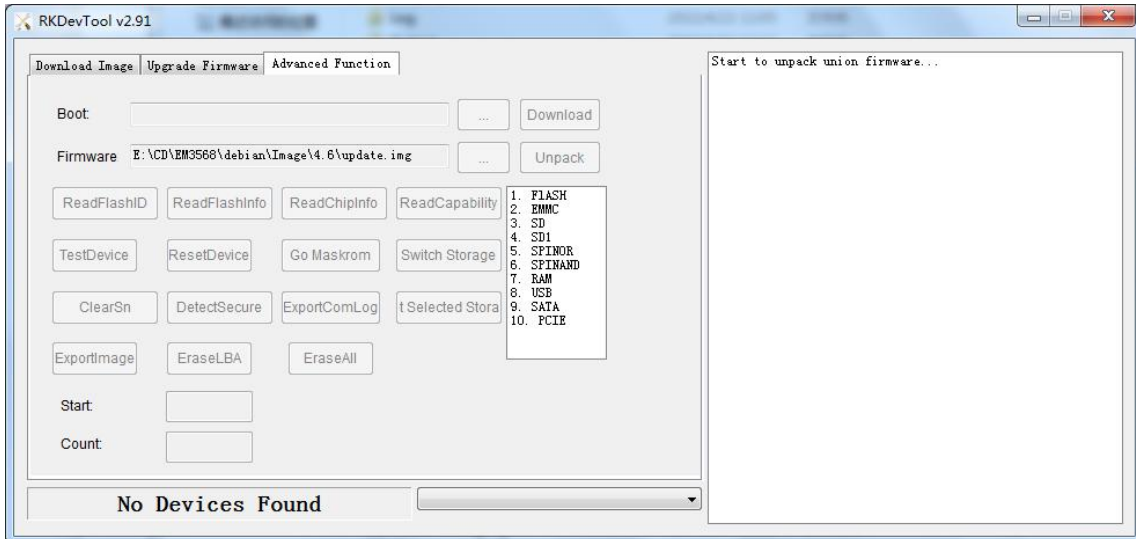 RKDevTool v2.91
Download Image Upgrade Firmware Advanced Function
Boot: ... Download
Firmware E:\CD\EM3568\debian\Image\4.6\update.img ... Unpack
ReadFlashID ReadFlashInfo ReadChipInfo ReadCapability
TestDevice ResetDevice Go Maskrom Switch Storage
ClearSn DetectSecure ExportComLog t Selected Stora
ExportImage EraseLBA EraseAll
1. FLASH
2. EMMC
3. SD
4. SD1
5. SPINOR
6. SPINAND
7. RAM
8. USB
9. SATA
10. PCIE
Start:
Count:
No Devices Found
Start to unpack union firmware...